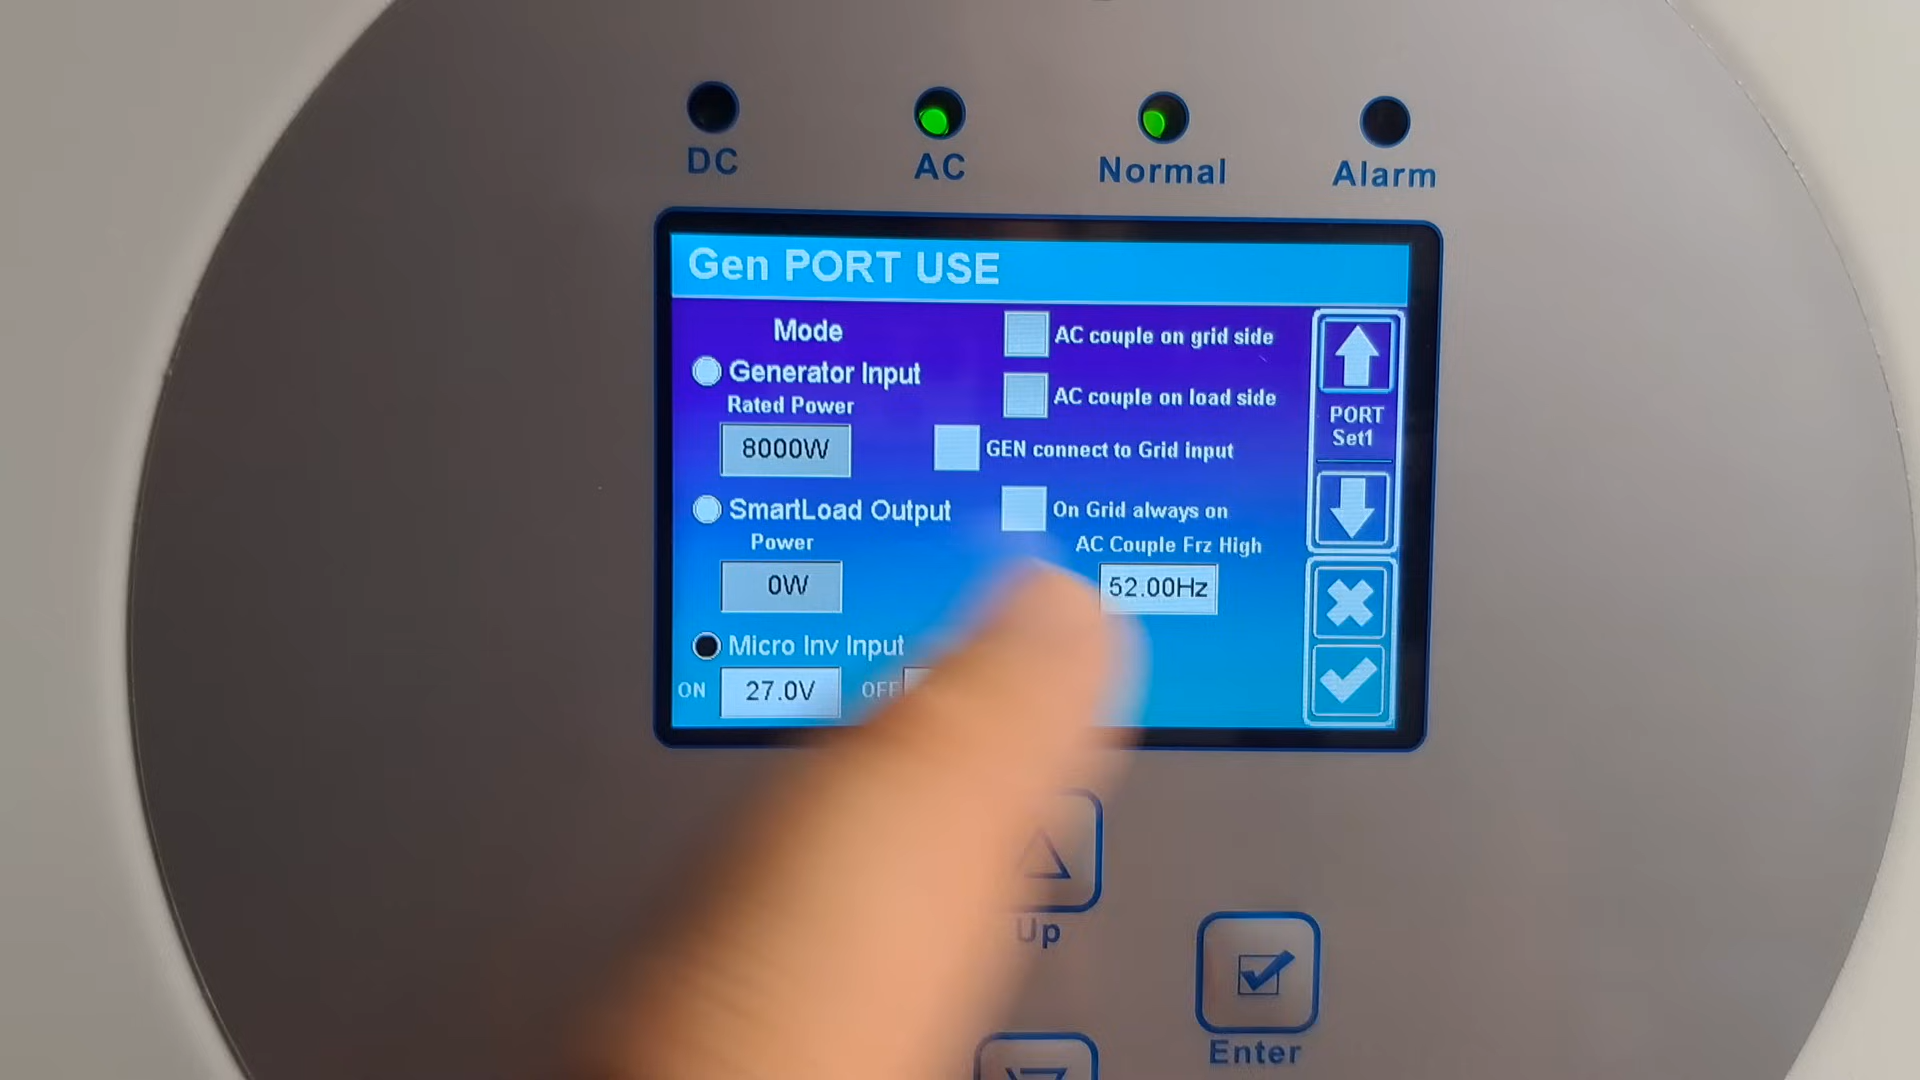 DC
AC
Normal
Alarm
Gen PORT USE
Mode
AC couple on grid side
Generator Input
AC couple on load side
Rated Power
PORT
Set1
8000W
GEN connect to Grid input
SmartLoad Output
On Grid always on
Power
AC Couple Frz High
0W
52.00Hz
Micro Inv Input
ON
27.0V
OFF
Up
Enter